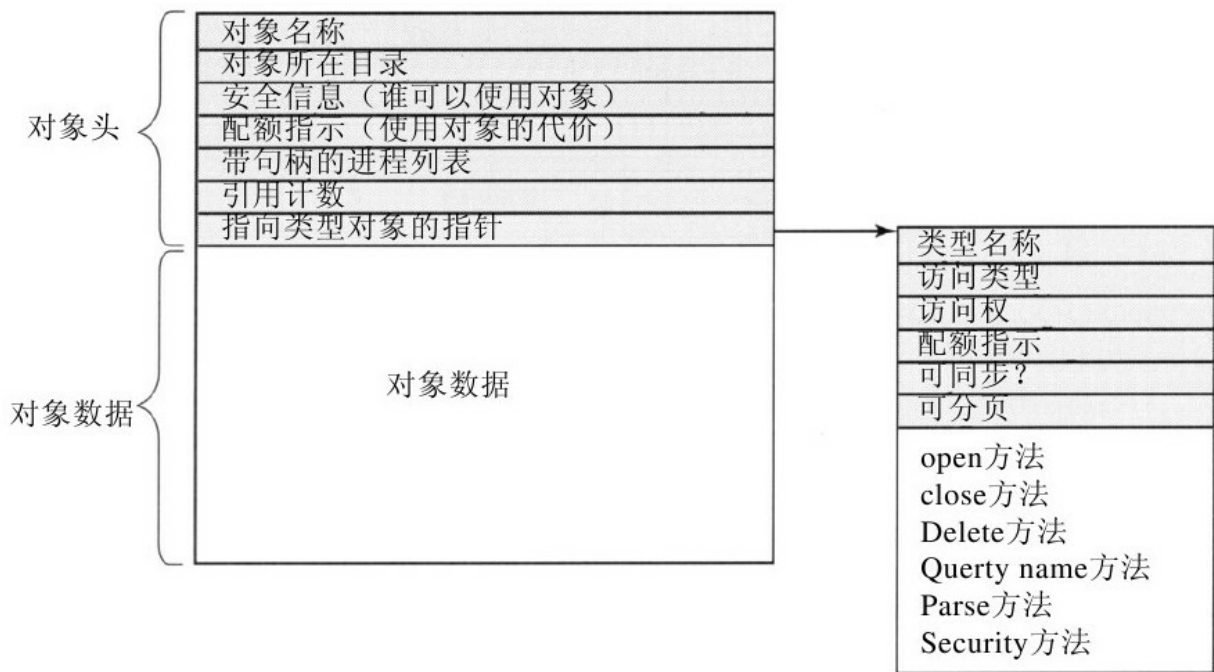 对象头
对象名称
对象所在目录
安全信息（谁可以使用对象）
配额指示（使用对象的代价）
带句柄的进程列表
引用计数
指向类型对象的指针
对象数据
对象数据
类型名称
访问类型
访问权
配额指示
可同步？
可分页
open方法
close方法
Delete方法
Querty name方法
Parse方法
Security方法